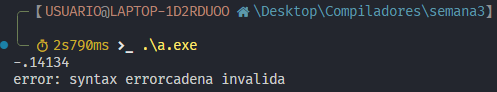 [USUARIO@LAPTOP-1D2RDUOO \Desktop\Compiladores\semana3]
2s790ms .\a.exe
-.14134
error: syntax errorcadena invalida